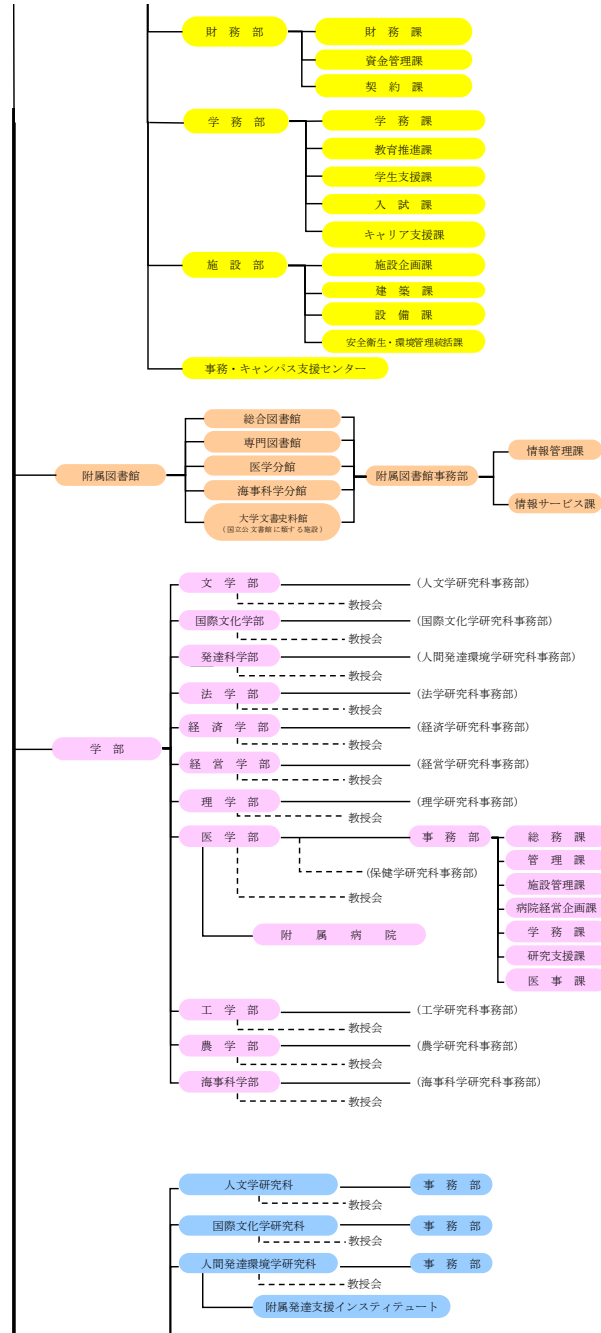 財務部
財務課
資金管理課
契約課
学務部
学務課
教育推進課
学生支援課
入試課
キャリア支援課
施設部
施設企画課
建築課
設備課
安全衛生・環境管理統括課
事務・キャンパス支援センター
附属図書館
総合図書館
専門図書館
医学分館
海事科学分館
大学文書史料館
(国立公文書館に類する施設)
附属図書館事務部
情報管理課
情報サービス課
学部
文学部
(人文学研究科事務部)
教授会
国際文化学部
(国際文化学研究科事務部)
教授会
発達科学部
(人間発達環境学研究科事務部)
教授会
法学部
(法学研究科事務部)
教授会
経済学部
(経済学研究科事務部)
教授会
経営学部
(経営学研究科事務部)
教授会
理学部
(理学研究科事務部)
教授会
医学部
事務部
総務課
管理課
施設管理課
病院経営企画課
学務課
研究支援課
医事課
(保健学研究科事務部)
教授会
附属病院
工学部
(工学研究科事務部)
教授会
農学部
(農学研究科事務部)
教授会
海事科学部
(海事科学研究科事務部)
教授会
人文学研究科
事務部
教授会
国際文化学研究科
事務部
教授会
人間発達環境学研究科
事務部
教授会
附属発達支援インスティテュート